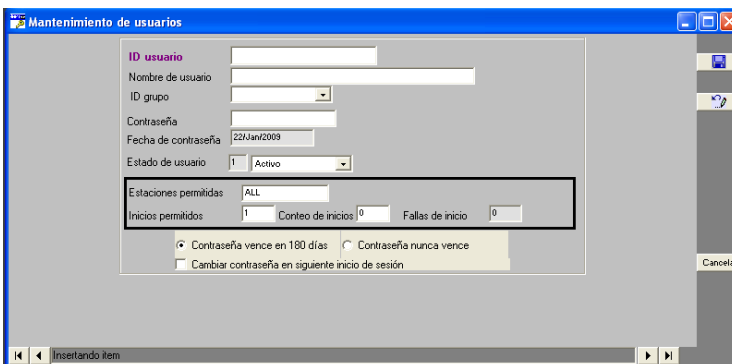 Mantenimiento de usuarios
ID usuario
Nombre de usuario
ID grupo
Contraseña
Fecha de contraseña 22/Jan/2009
Estado de usuario 1 Activo
Estaciones permitidas ALL
Inicios permitidos 1 Conteo de inicios 0 Fallas de inicio 0
Contraseña vence en 180 días Contraseña nunca vence
Cambiar contraseña en siguiente inicio de sesión
Cancela
Insertando item